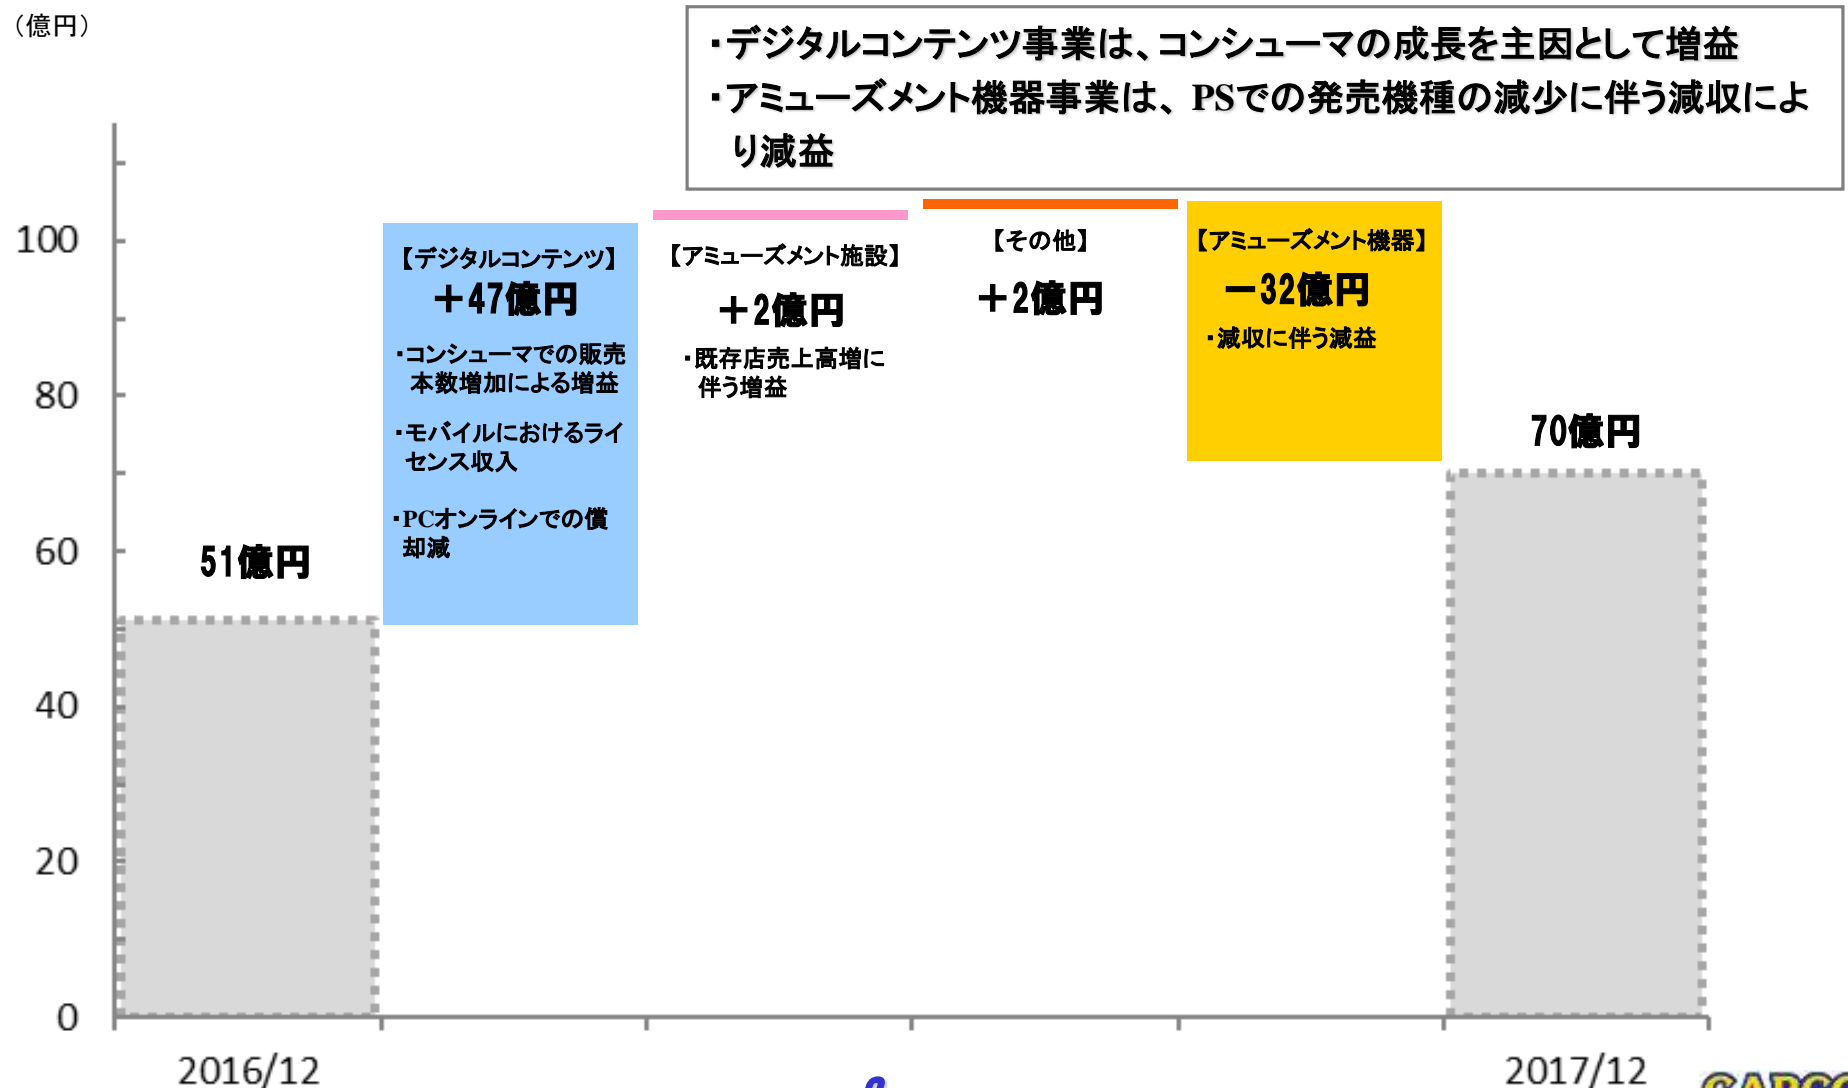 （億円）
・デジタルコンテンツ事業は、コンシューマの成長を主因として増益
・アミューズメント機器事業は、PSでの発売機種の減少に伴う減収によ
り減益
100
80
60
40
20
0
51億円
【デジタルコンテンツ】
＋47億円
・コンシューマでの販売
本数増加による増益
・モバイルにおけるライ
センス収入
・PCオンラインでの償
却減
【アミューズメント施設】
＋2億円
・既存店売上高増に
伴う増益
【その他】
＋2億円
【アミューズメント機器】
－32億円
・減収に伴う減益
70億円
2016/12
2017/12